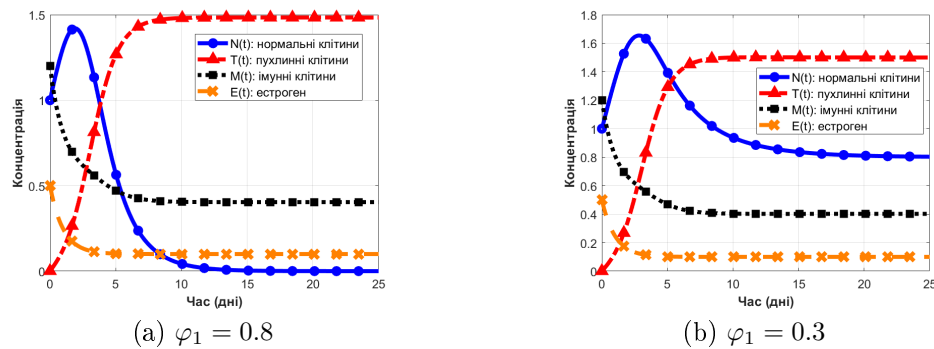 1.5
1
0.5
0
Концентрація
N(t): нормальні клітини
T(t): пухлинні клітини
M(t): імунні клітини
E(t): естроген
0 5 10 15 20 25
Час (дні)
(a) φ₁ = 0.8
1.8
1.6
1.4
1.2
1
0.8
0.6
0.4
0.2
0
Концентрація
N(t): нормальні клітини
T(t): пухлинні клітини
M(t): імунні клітини
E(t): естроген
0 5 10 15 20 25
Час (дні)
(b) φ₁ = 0.3